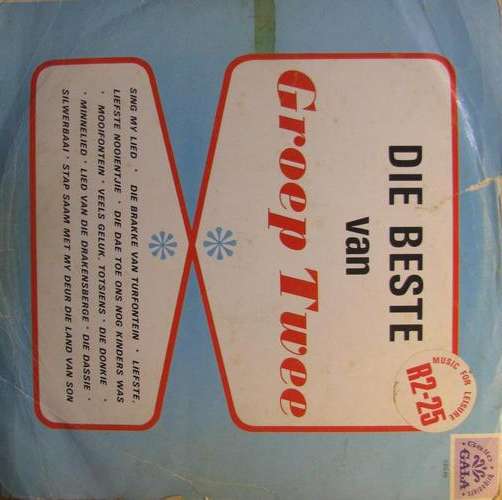 DIE BESTE
van
Groep Twee
MUSIC FOR LEISURE
R2-25
GALA
SING MY LIED * DIE BRAKKE VAN TURFONTEIN * LIEFSTE,
LIEFSTE NOOIENTJIE * DIE DAE TOE ONS NOG KINDERS WAS
* MOOIFONTEIN * VEELS GELUK, TOTSIENS * DIE DONKIE *
* MINNELIED * LIED VAN DIE DRAKENSBERGE * DIE DASSIE *
SILWERBAAI * STAP SAAM MET MY DEUR DIE LAND VAN SON